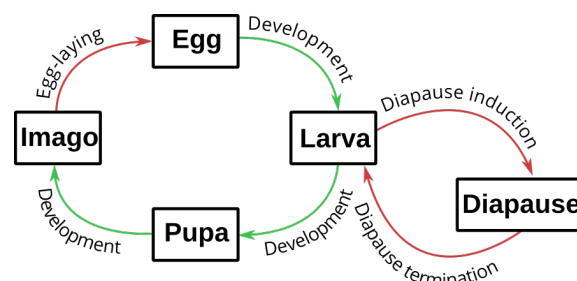 Egg-laying
Egg
Development
Imago
Larva
Diapause induction
Diapause
Development
Pupa
Development
Diapause termination